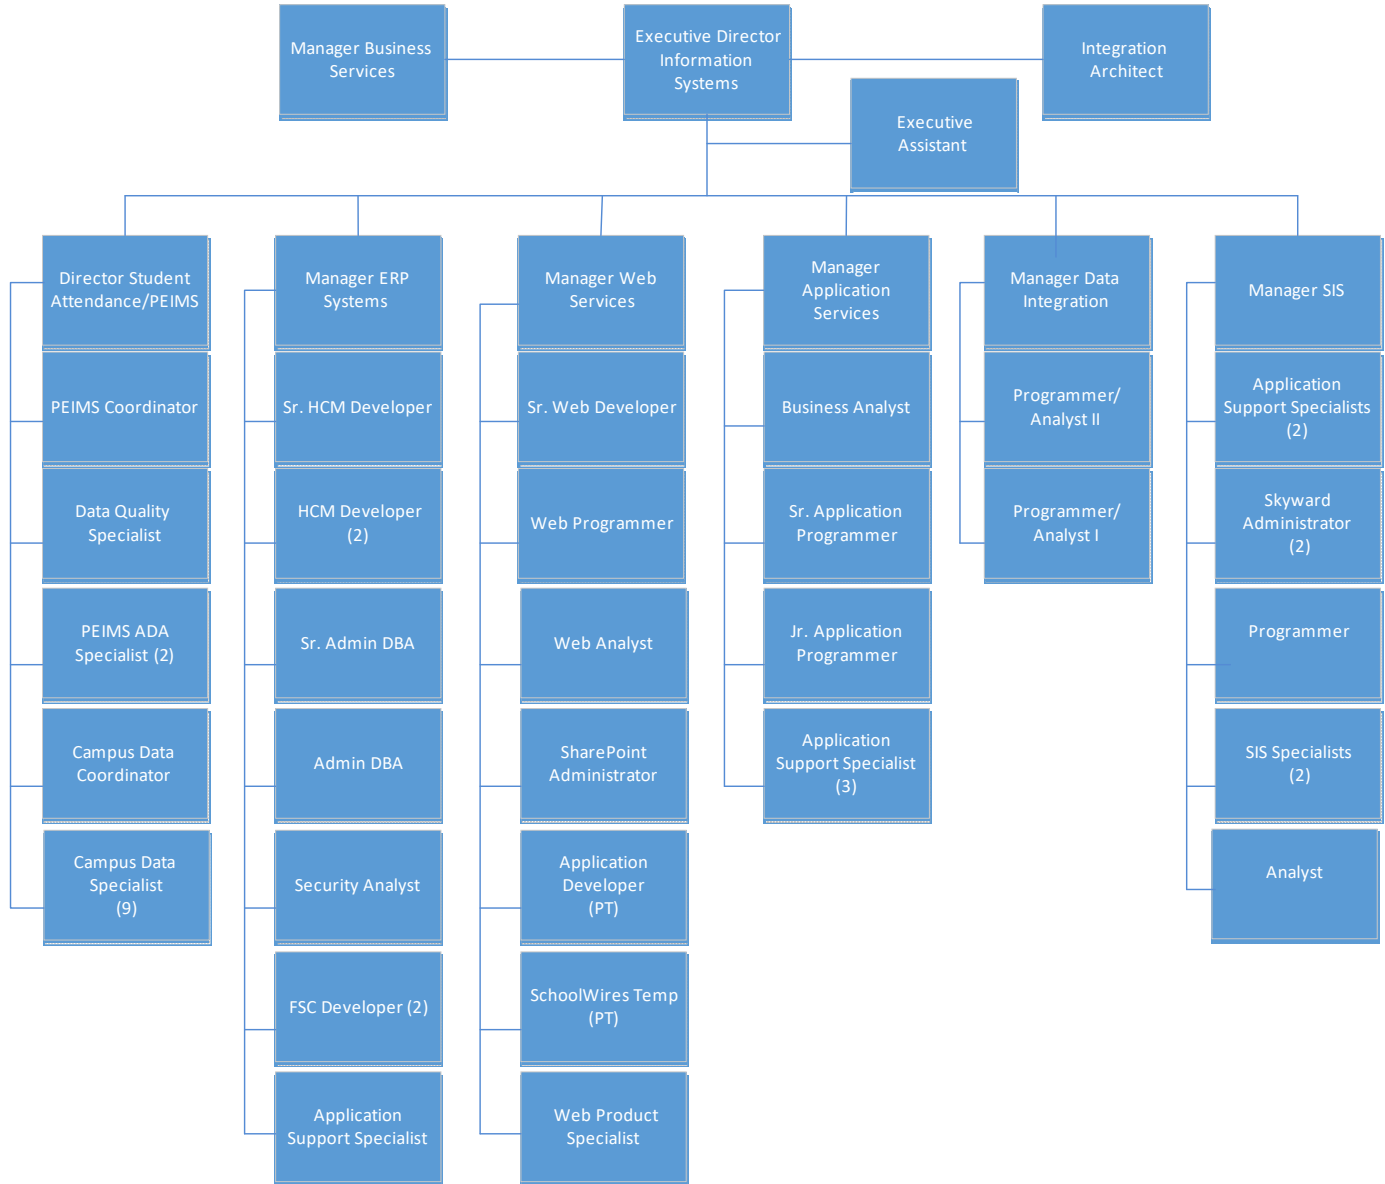 Manager Business
Services
Executive Director
Information
Systems
Integration
Architect
Executive
Assistant
Director Student
Attendance/PEIMS
PEIMS Coordinator
Data Quality
Specialist
PEIMS ADA
Specialist (2)
Campus Data
Coordinator
Campus Data
Specialist
(9)
Manager ERP
Systems
Sr. HCM Developer
HCM Developer
(2)
Sr. Admin DBA
Admin DBA
Security Analyst
FSC Developer (2)
Application
Support Specialist
Manager Web
Services
Sr. Web Developer
Web Programmer
Web Analyst
SharePoint
Administrator
Application
Developer
(PT)
SchoolWires Temp
(PT)
Web Product
Specialist
Manager
Application
Services
Business Analyst
Sr. Application
Programmer
Jr. Application
Programmer
Application
Support Specialist
(3)
Manager Data
Integration
Programmer/
Analyst II
Programmer/
Analyst I
Manager SIS
Application
Support Specialists
(2)
Skyward
Administrator
(2)
Programmer
SIS Specialists
(2)
Analyst